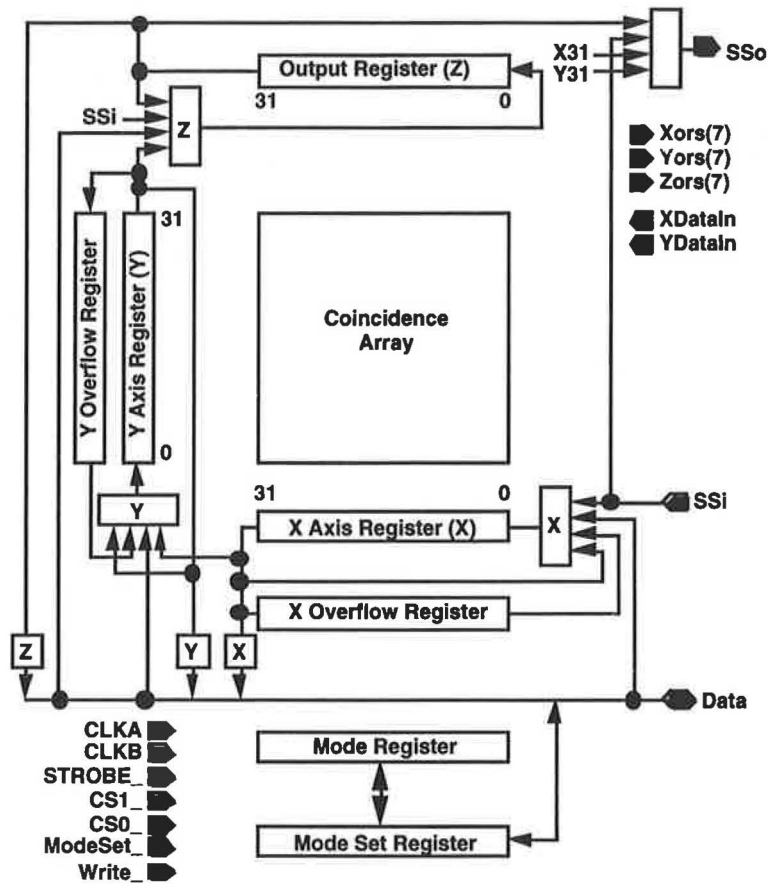 Output Register (Z)
31 0
X31
Y31
SSo
SSi
Z
Xors(7)
Yors(7)
Zors(7)
XDataIn
YDataIn
Y Overflow Register
Y Axis Register (Y)
31
0
Coincidence
Array
Y
31 0
X Axis Register (X)
X
SSi
X Overflow Register
Z
Y
X
Data
CLKA
CLKB
STROBE_
CS1_
CS0_
ModeSet_
Write_
Mode Register
Mode Set Register